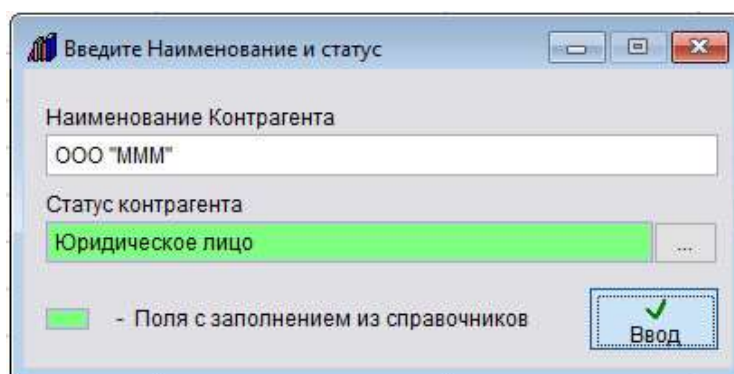 Введите Наименование и статус
Наименование Контрагента
ООО "МММ"
Статус контрагента
Юридическое лицо
...
- Поля с заполнением из справочников
Ввод